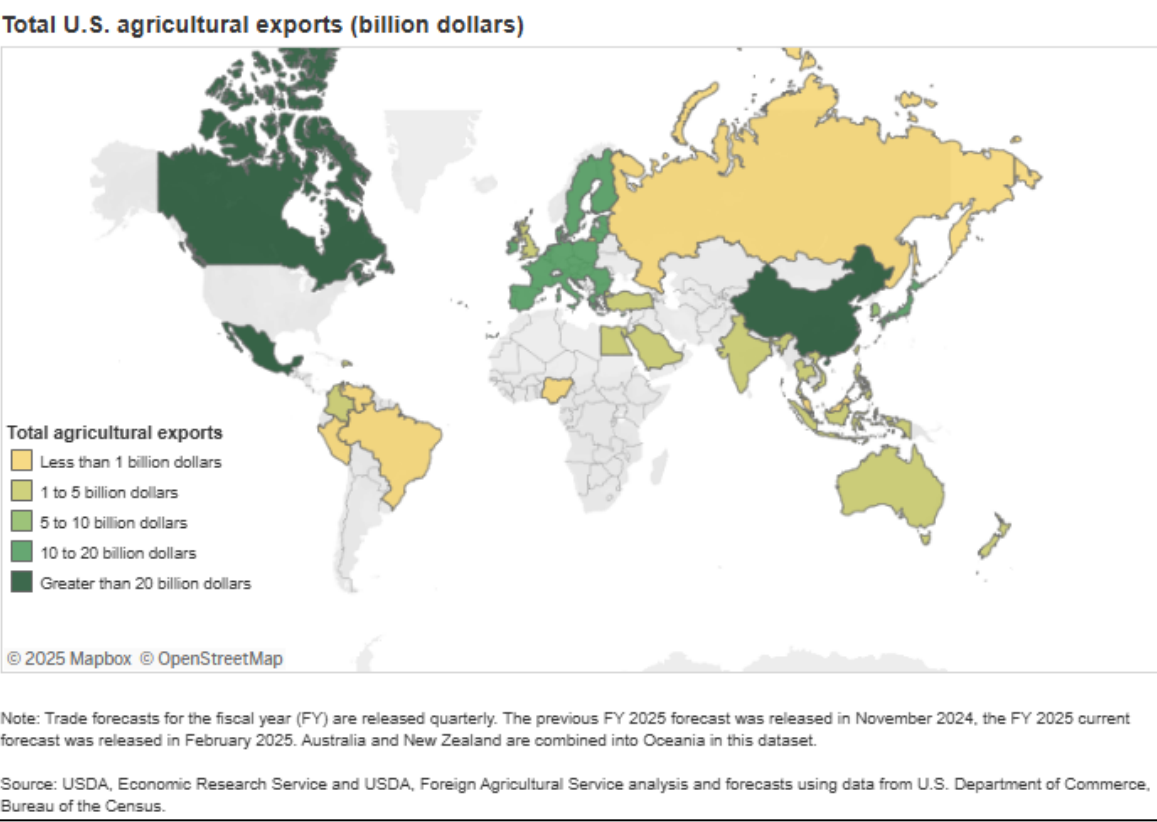 Total U.S. agricultural exports (billion dollars)
Total agricultural exports
Less than 1 billion dollars
1 to 5 billion dollars
5 to 10 billion dollars
10 to 20 billion dollars
Greater than 20 billion dollars
© 2025 Mapbox © OpenStreetMap
Note: Trade forecasts for the fiscal year (FY) are released quarterly. The previous FY 2025 forecast was released in November 2024, the FY 2025 current
forecast was released in February 2025. Australia and New Zealand are combined into Oceania in this dataset.
Source: USDA, Economic Research Service and USDA, Foreign Agricultural Service analysis and forecasts using data from U.S. Department of Commerce,
Bureau of the Census.